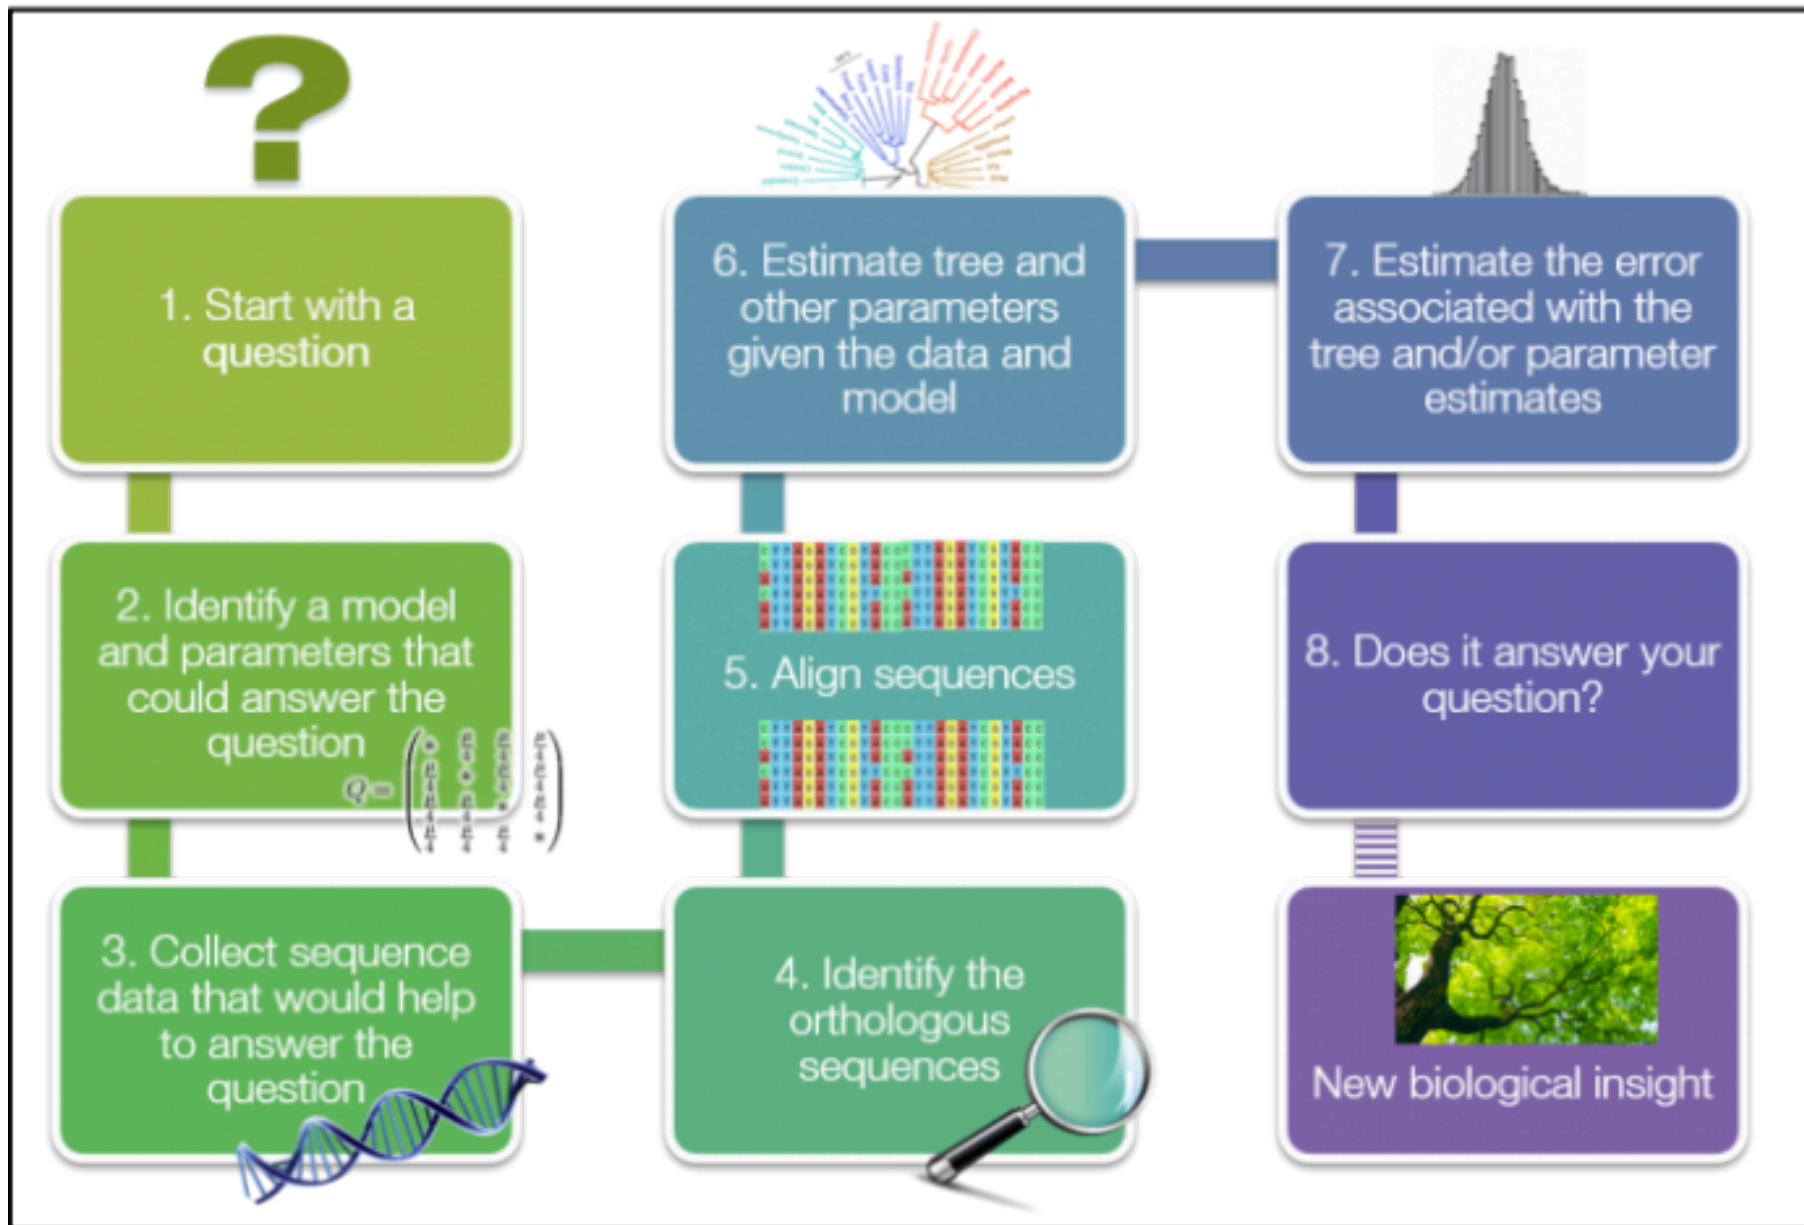 ?
1. Start with a
question
2. Identify a model
and parameters that
could answer the
question
Q =
3. Collect sequence
data that would help
to answer the
question
4. Identify the
orthologous
sequences
5. Align sequences
6. Estimate tree and
other parameters
given the data and
model
7. Estimate the error
associated with the
tree and/or parameter
estimates
8. Does it answer your
question?
New biological insight